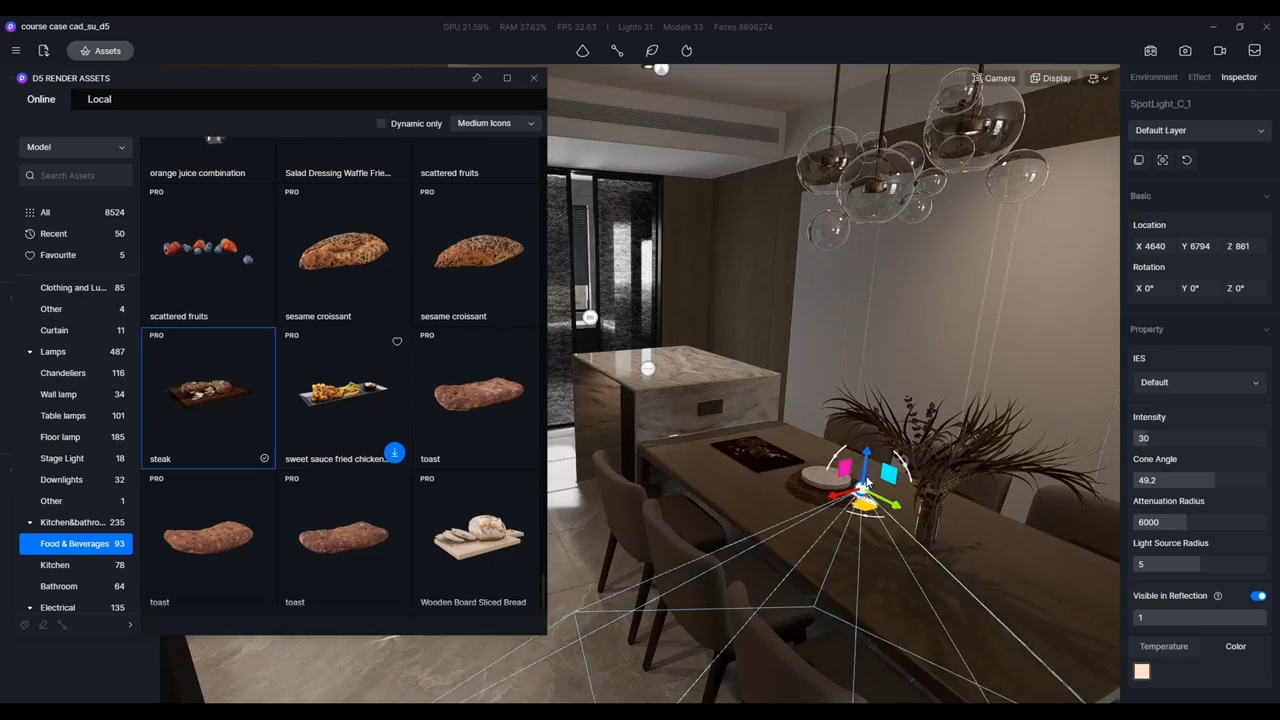 course case cad_su_d5
GPU 21.59% RAM 37.62% FPS 32.63 Lights 31 Models 33 Faces 8898274
Assets
D5 RENDER ASSETS
Online Local
Dynamic only Medium Icons
Model
Search Assets
All 8524
Recent 50
Favourite 5
Clothing and Lu... 85
Other 4
Curtain 11
Lamps 487
Chandeliers 116
Wall lamp 34
Table lamps 101
Floor lamp 185
Stage Light 18
Downlights 32
Other 1
Kitchen&bathro... 235
Food & Beverages 93
Kitchen 78
Bathroom 64
Electrical 135
orange juice combination Salad Dressing Waffle Frie... scattered fruits
PRO PRO PRO
scattered fruits sesame croissant sesame croissant
PRO PRO PRO
steak sweet sauce fried chicken... toast
PRO PRO PRO
toast toast Wooden Board Sliced Bread
Camera Display
Environment Effect Inspector
SpotLight_C_1
Default Layer
Basic
Location
X 4640 Y 6794 Z 861
Rotation
X 0° Y 0° Z 0°
Property
IES
Default
Intensity
30
Cone Angle
49.2
Attenuation Radius
6000
Light Source Radius
5
Visible in Reflection
1
Temperature Color